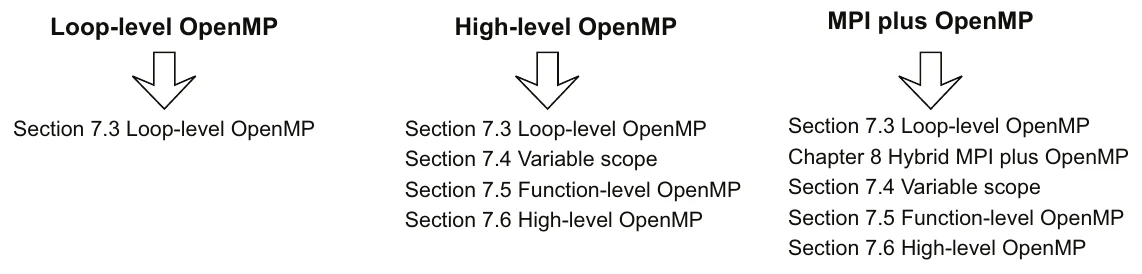 Loop-level OpenMP
Section 7.3 Loop-level OpenMP
High-level OpenMP
Section 7.3 Loop-level OpenMP
Section 7.4 Variable scope
Section 7.5 Function-level OpenMP
Section 7.6 High-level OpenMP
MPI plus OpenMP
Section 7.3 Loop-level OpenMP
Chapter 8 Hybrid MPI plus OpenMP
Section 7.4 Variable scope
Section 7.5 Function-level OpenMP
Section 7.6 High-level OpenMP